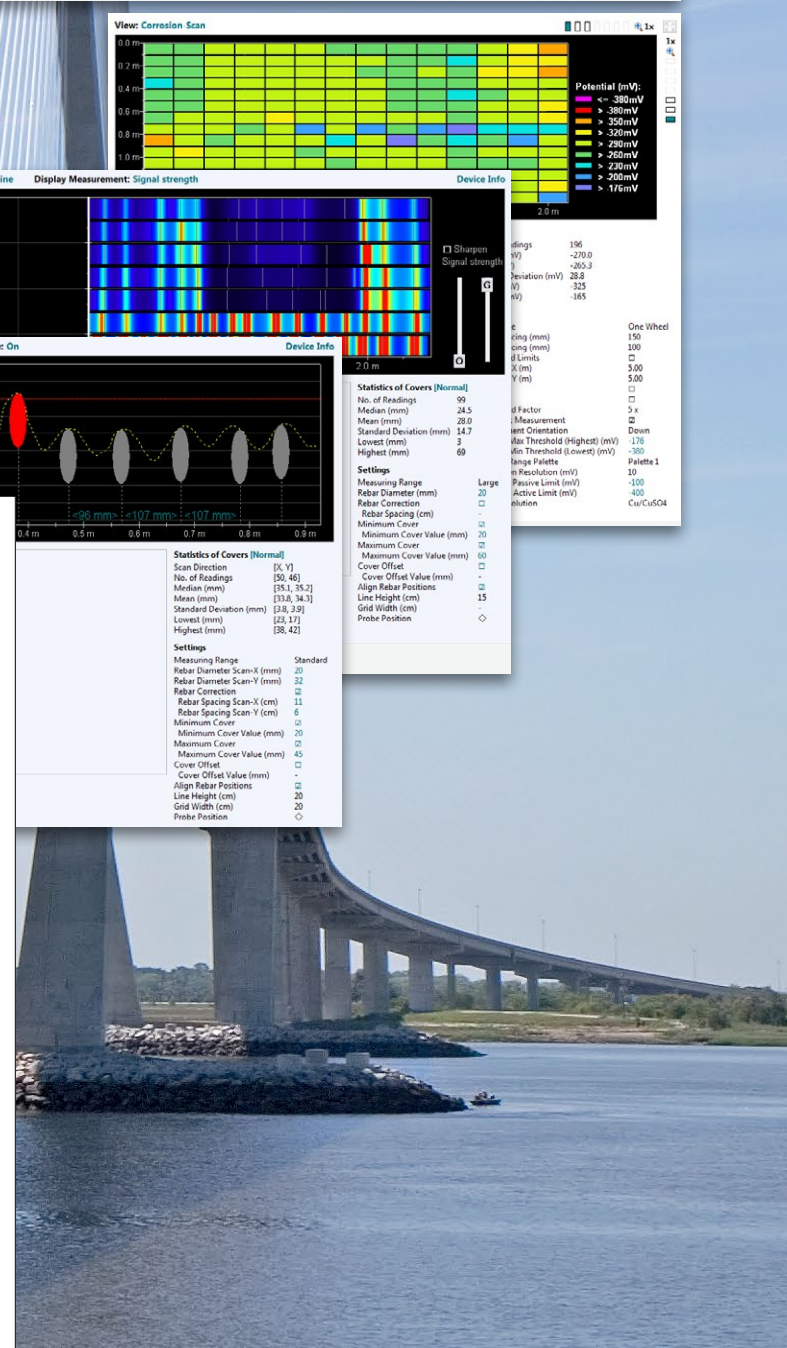 View: Corrosion Scan
1x
1x
0.0 m
0.2 m
0.4 m
0.6 m
0.8 m
1.0 m
Potential (mV):
<= -380mV
> -380mV
> -350mV
> -320mV
> -290mV
> -260mV
> -230mV
> -200mV
> -176mV
2.0 m
196
-270.0
-265.3
Deviation (mV) 28.8
-325
-165
One Wheel
150
100
Limits
X (m) 5.00
Y (m) 5.00
Factor 5 x
Measurement
Orientation Down
Max Threshold (Highest) (mV) -176
Min Threshold (Lowest) (mV) -380
Range Palette Palette 1
Resolution (mV) 10
Passive Limit (mV) -100
Active Limit (mV) -400
Cu/CuSO4
Display Measurement: Signal strength Device Info
Sharpen
Signal strength
G
O
2.0 m
Statistics of Covers [Normal]
No. of Readings 99
Median (mm) 24.5
Mean (mm) 28.0
Standard Deviation (mm) 14.7
Lowest (mm) 3
Highest (mm) 69
Settings
Measuring Range Large
Rebar Diameter (mm) 20
Rebar Correction
Rebar Spacing (cm) -
Minimum Cover
Minimum Cover Value (mm) 20
Maximum Cover
Maximum Cover Value (mm) 60
Cover Offset
Cover Offset Value (mm) -
Align Rebar Positions
Line Height (cm) 15
Grid Width (cm) -
Probe Position
: On Device Info
<96 mm> <107 mm> <107 mm>
0.4 m 0.5 m 0.6 m 0.7 m 0.8 m 0.9 m
Statistics of Covers [Normal]
Scan Direction [X, Y]
No. of Readings [50, 46]
Median (mm) [35.1, 35.2]
Mean (mm) [33.8, 34.3]
Standard Deviation (mm) [3.8, 3.9]
Lowest (mm) [23, 17]
Highest (mm) [38, 42]
Settings
Measuring Range Standard
Rebar Diameter Scan-X (mm) 20
Rebar Diameter Scan-Y (mm) 32
Rebar Correction
Rebar Spacing Scan-X (cm) 11
Rebar Spacing Scan-Y (cm) 6
Minimum Cover
Minimum Cover Value (mm) 20
Maximum Cover
Maximum Cover Value (mm) 45
Cover Offset
Cover Offset Value (mm) -
Align Rebar Positions
Line Height (cm) 20
Grid Width (cm) 20
Probe Position